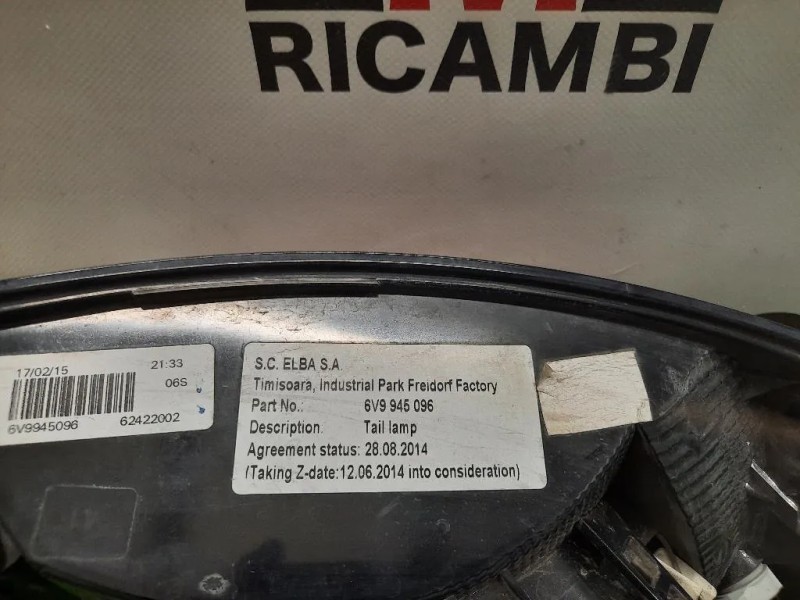 RICAMBI
17/02/15 21:33
06S
6V9945096 62422002
S.C. ELBA S.A
Timisoara, Industrial Park Freidorf Factory
Part No.: 6V9 945 096
Description: Tail lamp
Agreement status: 28.08.2014
(Taking Z-date:12.06.2014 into consideration)